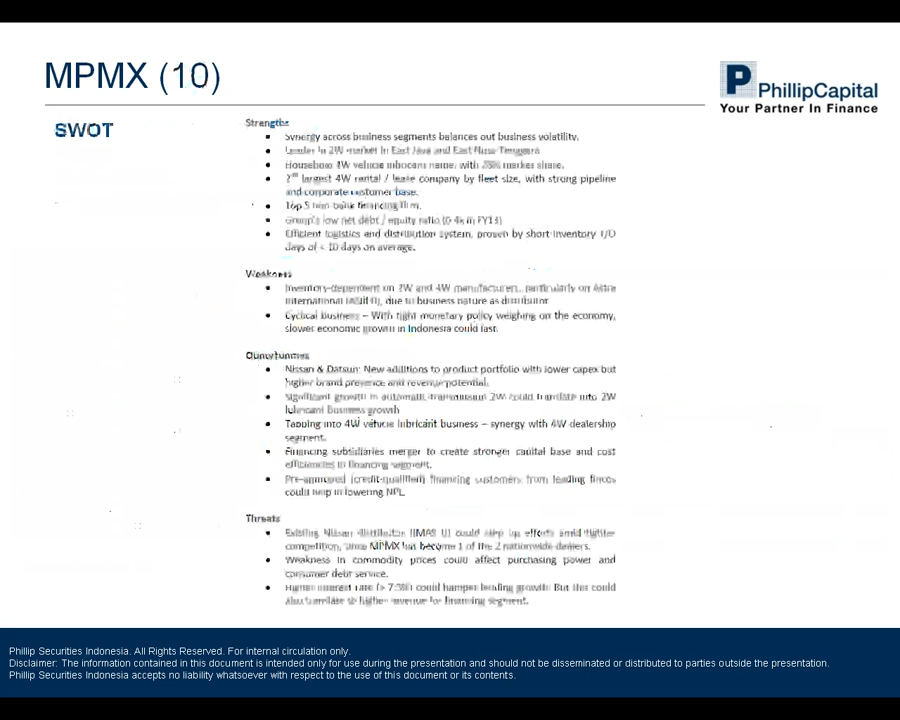 MPMX (10)
PhillipCapital
Your Partner In Finance
SWOT
Strengths
Synergy across business segments balances out business volatility.
Leader in 2W market in East Java and East Nusa Tenggara
Household 4W vehicle name, with market share.
2nd largest 4W rental / lease company by fleet size, with strong pipeline
and corporate customer base.
Top 5 non bank financing firm.
Group's low net debt / equity ratio
Efficient logistics and distribution system, proven by short inventory
days of < 10 days on average.
Weakness
Inventory-dependent on 2W and 4W manufacturers, particularly on Astra
International due to business nature as distributor
Cyclical business – With tight monetary policy weighing on the economy,
slower economic growth in Indonesia could last.
Opportunities
Nissan & Datsun: New additions to product portfolio with lower capex but
higher brand presence and revenue potential.
Significant growth in automatic transmission 2W could translate into 2W
lubricant business growth
Tapping into 4W vehicle lubricant business – synergy with 4W dealership
segment.
Financing subsidiaries merger to create stronger capital base and cost
efficiencies in financing segment.
Pre-approved (credit-qualified) financing customers from leading
could help in lowering NPL.
Threats
Existing Nissan distributor could step up efforts amid tighter
competition, since MPMX has become 1 of the 2 nationwide dealers.
Weakness in commodity prices could affect purchasing power and
consumer debt service.
Higher interest rate could hamper lending growth. But this could
also translate to higher revenue for financing segment.
Phillip Securities Indonesia. All Rights Reserved. For internal circulation only.
Disclaimer: The information contained in this document is intended only for use during the presentation and should not be disseminated or distributed to parties outside the presentation.
Phillip Securities Indonesia accepts no liability whatsoever with respect to the use of this document or its contents.